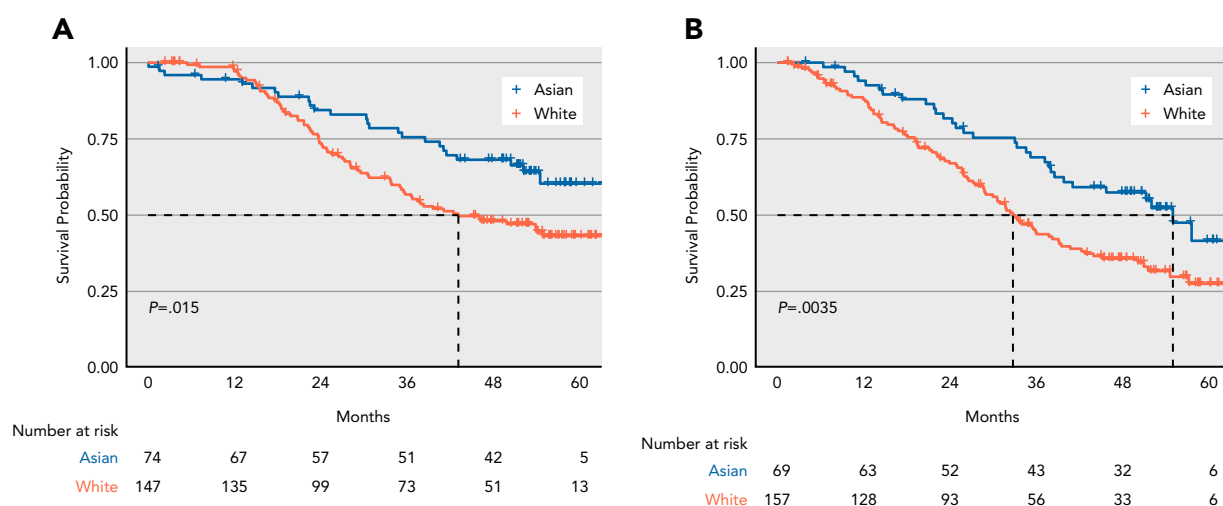 A
1.00
0.75
0.50
0.25
0.00
Survival Probability
Asian
White
P=.015
0 12 24 36 48 60
Months
Number at risk
Asian 74 67 57 51 42 5
White 147 135 99 73 51 13
B
1.00
0.75
0.50
0.25
0.00
Survival Probability
Asian
White
P=.0035
0 12 24 36 48 60
Months
Number at risk
Asian 69 63 52 43 32 6
White 157 128 93 56 33 6